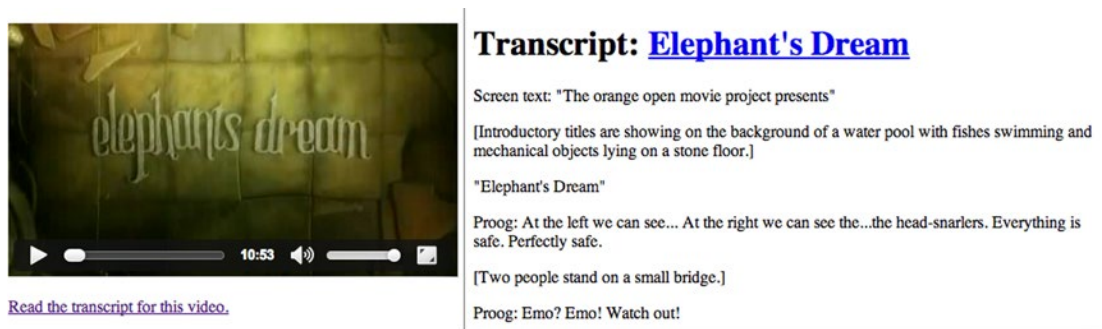 elephants dream
10:53
Read the transcript for this video.
Transcript: Elephant's Dream
Screen text: "The orange open movie project presents"
[Introductory titles are showing on the background of a water pool with fishes swimming and
mechanical objects lying on a stone floor.]
"Elephant's Dream"
Proog: At the left we can see... At the right we can see the...the head-snarlers. Everything is
safe. Perfectly safe.
[Two people stand on a small bridge.]
Proog: Emo? Emo! Watch out!